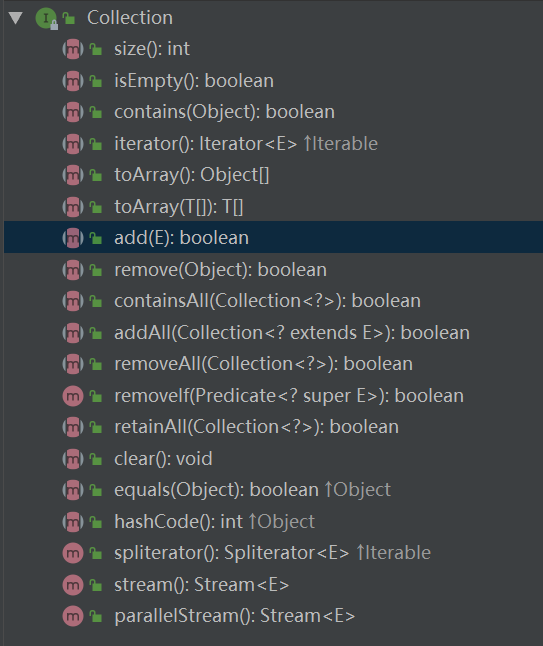 Collection
size(): int
isEmpty(): boolean
contains(Object): boolean
iterator(): Iterator<E> ↑Iterable
toArray(): Object[]
toArray(T[]): T[]
add(E): boolean
remove(Object): boolean
containsAll(Collection<?>): boolean
addAll(Collection<? extends E>): boolean
removeAll(Collection<?>): boolean
removeIf(Predicate<? super E>): boolean
retainAll(Collection<?>): boolean
clear(): void
equals(Object): boolean ↑Object
hashCode(): int ↑Object
spliterator(): Spliterator<E> ↑Iterable
stream(): Stream<E>
parallelStream(): Stream<E>